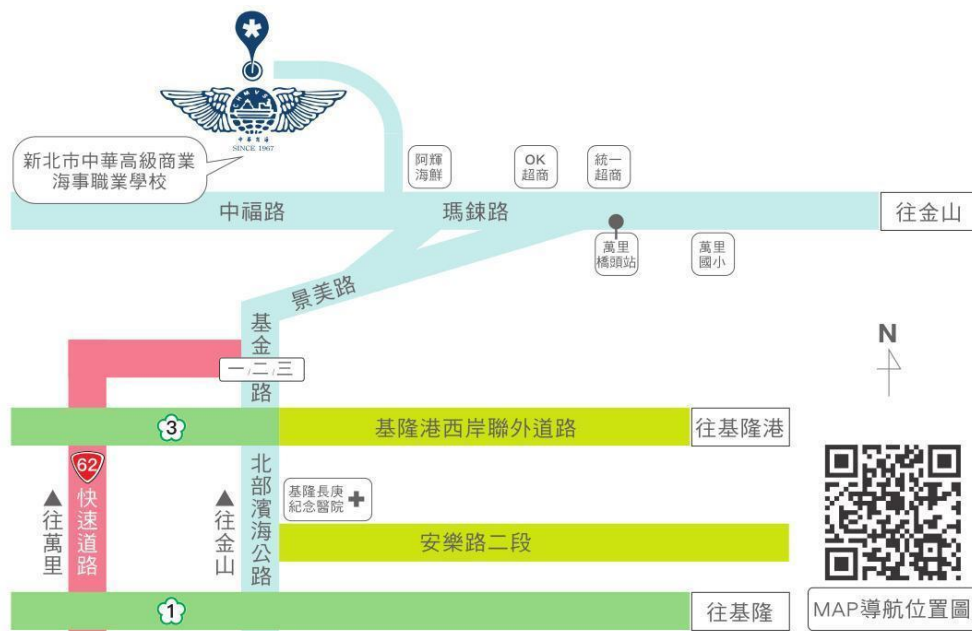 中華商海
SINCE 1967
新北市中華高級商業
海事職業學校
阿輝
海鮮
OK
超商
統一
超商
中福路
瑪鋉路
往金山
萬里
橋頭站
萬里
國小
景美路
基金
一/二/三
路
N
3
基隆港西岸聯外道路
往基隆港
62
快速道路
▲往萬里
▲往金山
北部濱海公路
基隆長庚
紀念醫院
安樂路二段
1
往基隆
MAP導航位置圖